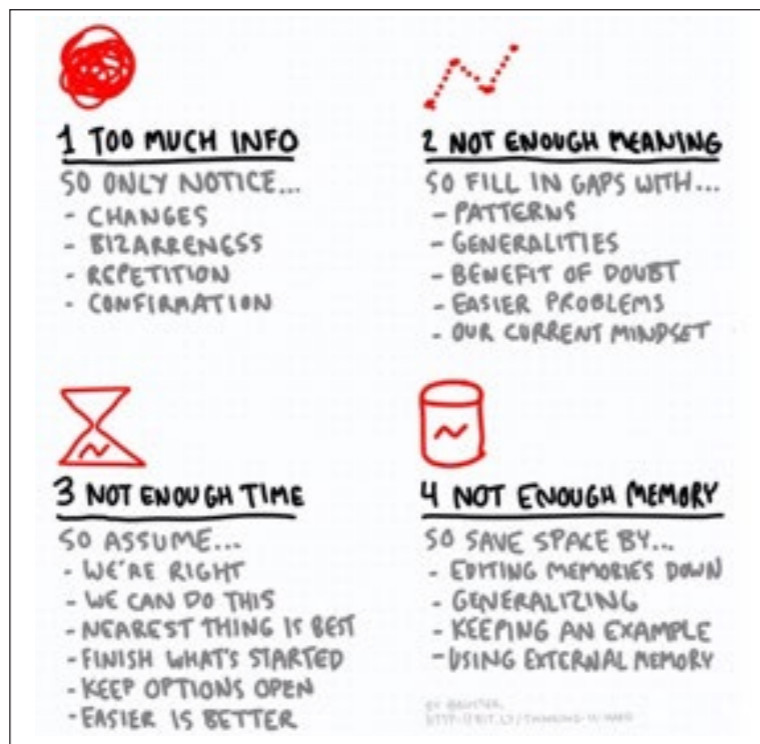 1 TOO MUCH INFO
SO ONLY NOTICE...
- CHANGES
- BIZARRENESS
- REPETITION
- CONFIRMATION
2 NOT ENOUGH MEANING
SO FILL IN GAPS WITH...
- PATTERNS
- GENERALITIES
- BENEFIT OF DOUBT
- EASIER PROBLEMS
- OUR CURRENT MINDSET
3 NOT ENOUGH TIME
SO ASSUME...
- WE'RE RIGHT
- WE CAN DO THIS
- NEAREST THING IS BEST
- FINISH WHAT'S STARTED
- KEEP OPTIONS OPEN
- EASIER IS BETTER
4 NOT ENOUGH MEMORY
SO SAVE SPACE BY...
- EDITING MEMORIES DOWN
- GENERALIZING
- KEEPING AN EXAMPLE
- USING EXTERNAL MEMORY
BY @BUSTER